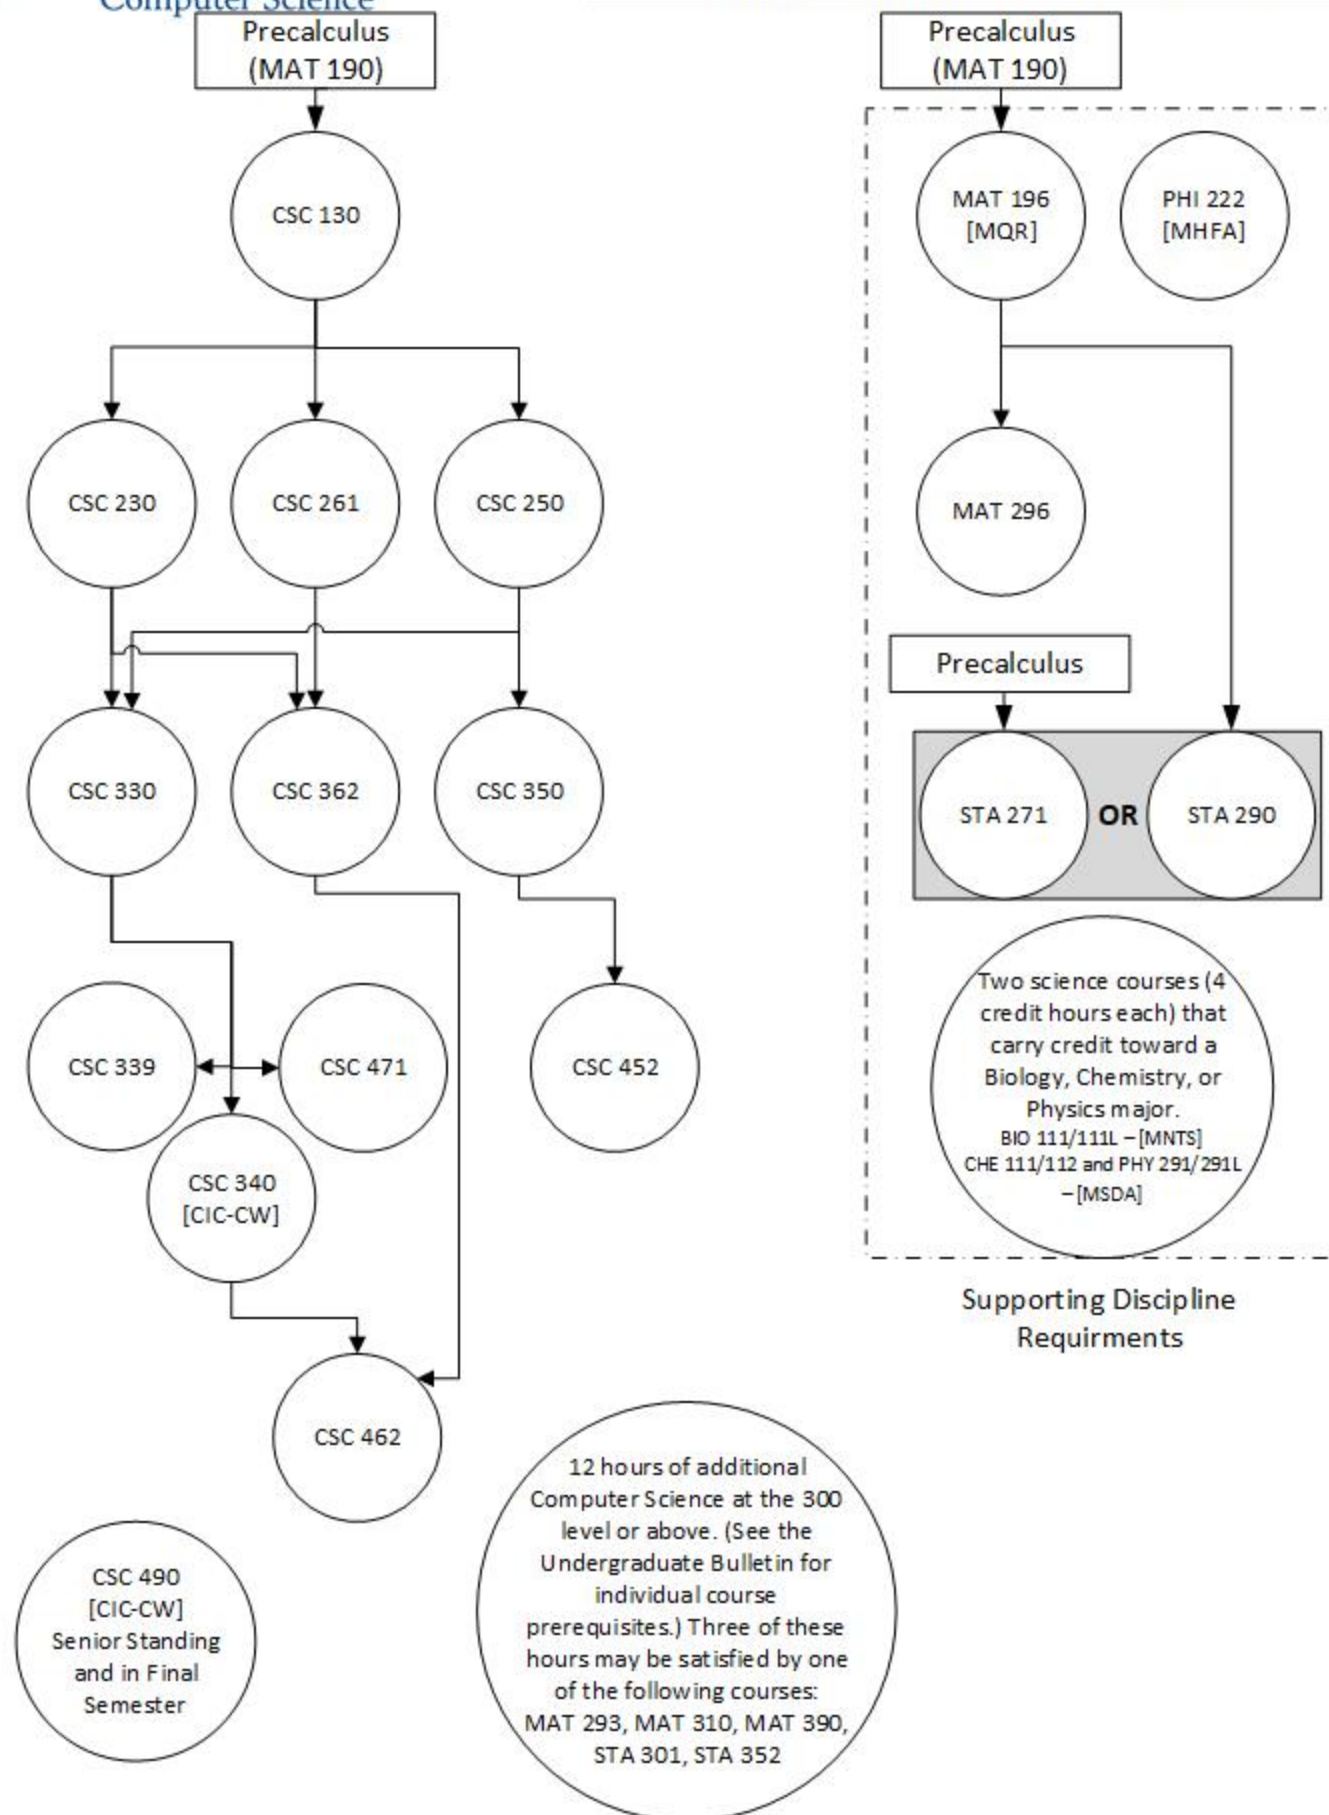 Computer Science
Precalculus
(MAT 190)
CSC 130
CSC 230
CSC 261
CSC 250
CSC 330
CSC 362
CSC 350
CSC 339
CSC 471
CSC 452
CSC 340
[CIC-CW]
CSC 462
CSC 490
[CIC-CW]
Senior Standing
and in Final
Semester
12 hours of additional
Computer Science at the 300
level or above. (See the
Undergraduate Bulletin for
individual course
prerequisites.) Three of these
hours may be satisfied by one
of the following courses:
MAT 293, MAT 310, MAT 390,
STA 301, STA 352
Precalculus
(MAT 190)
MAT 196
[MQR]
PHI 222
[MHFA]
MAT 296
Precalculus
STA 271
OR
STA 290
Two science courses (4
credit hours each) that
carry credit toward a
Biology, Chemistry, or
Physics major.
BIO 111/111L – [MNTS]
CHE 111/112 and PHY 291/291L
– [MSDA]
Supporting Discipline
Requirments